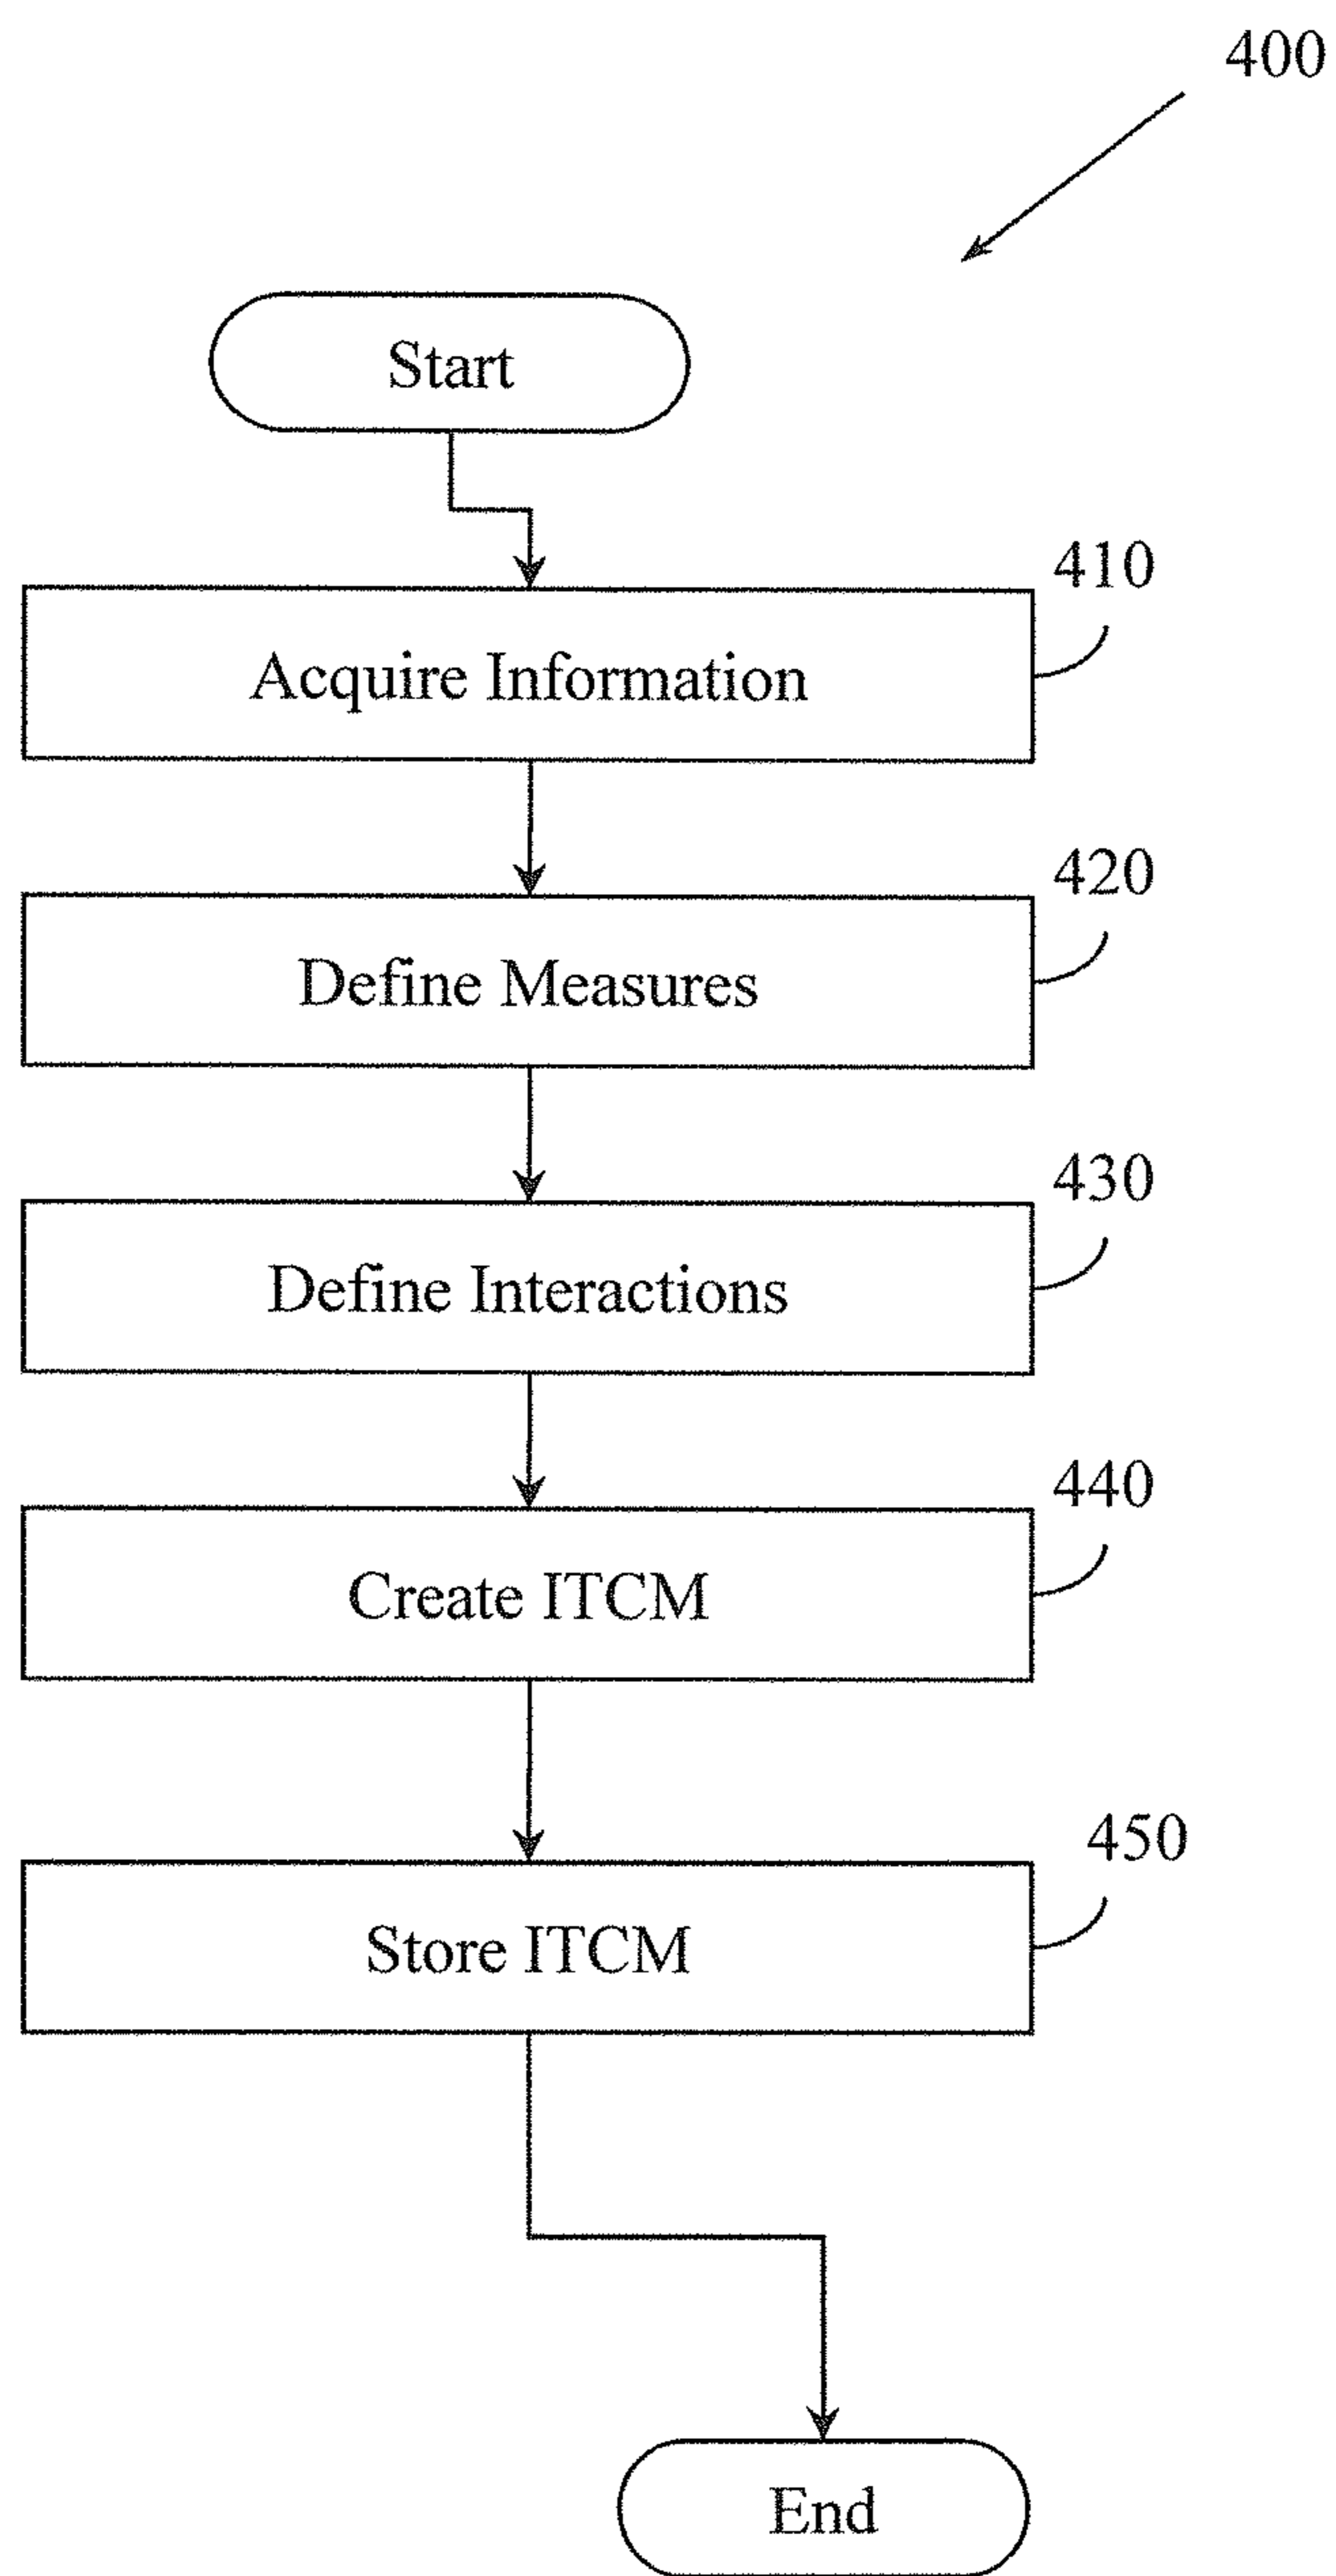 400
Start
410
Acquire Information
420
Define Measures
430
Define Interactions
440
Create ITCM
450
Store ITCM
End